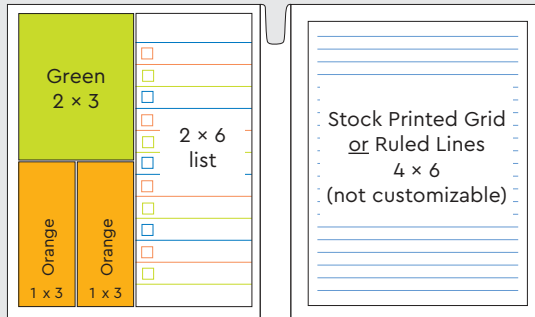 Green
2 × 3
2 × 6
list
Orange
1 x 3
Orange
1 x 3
Stock Printed Grid
or Ruled Lines
4 × 6
(not customizable)